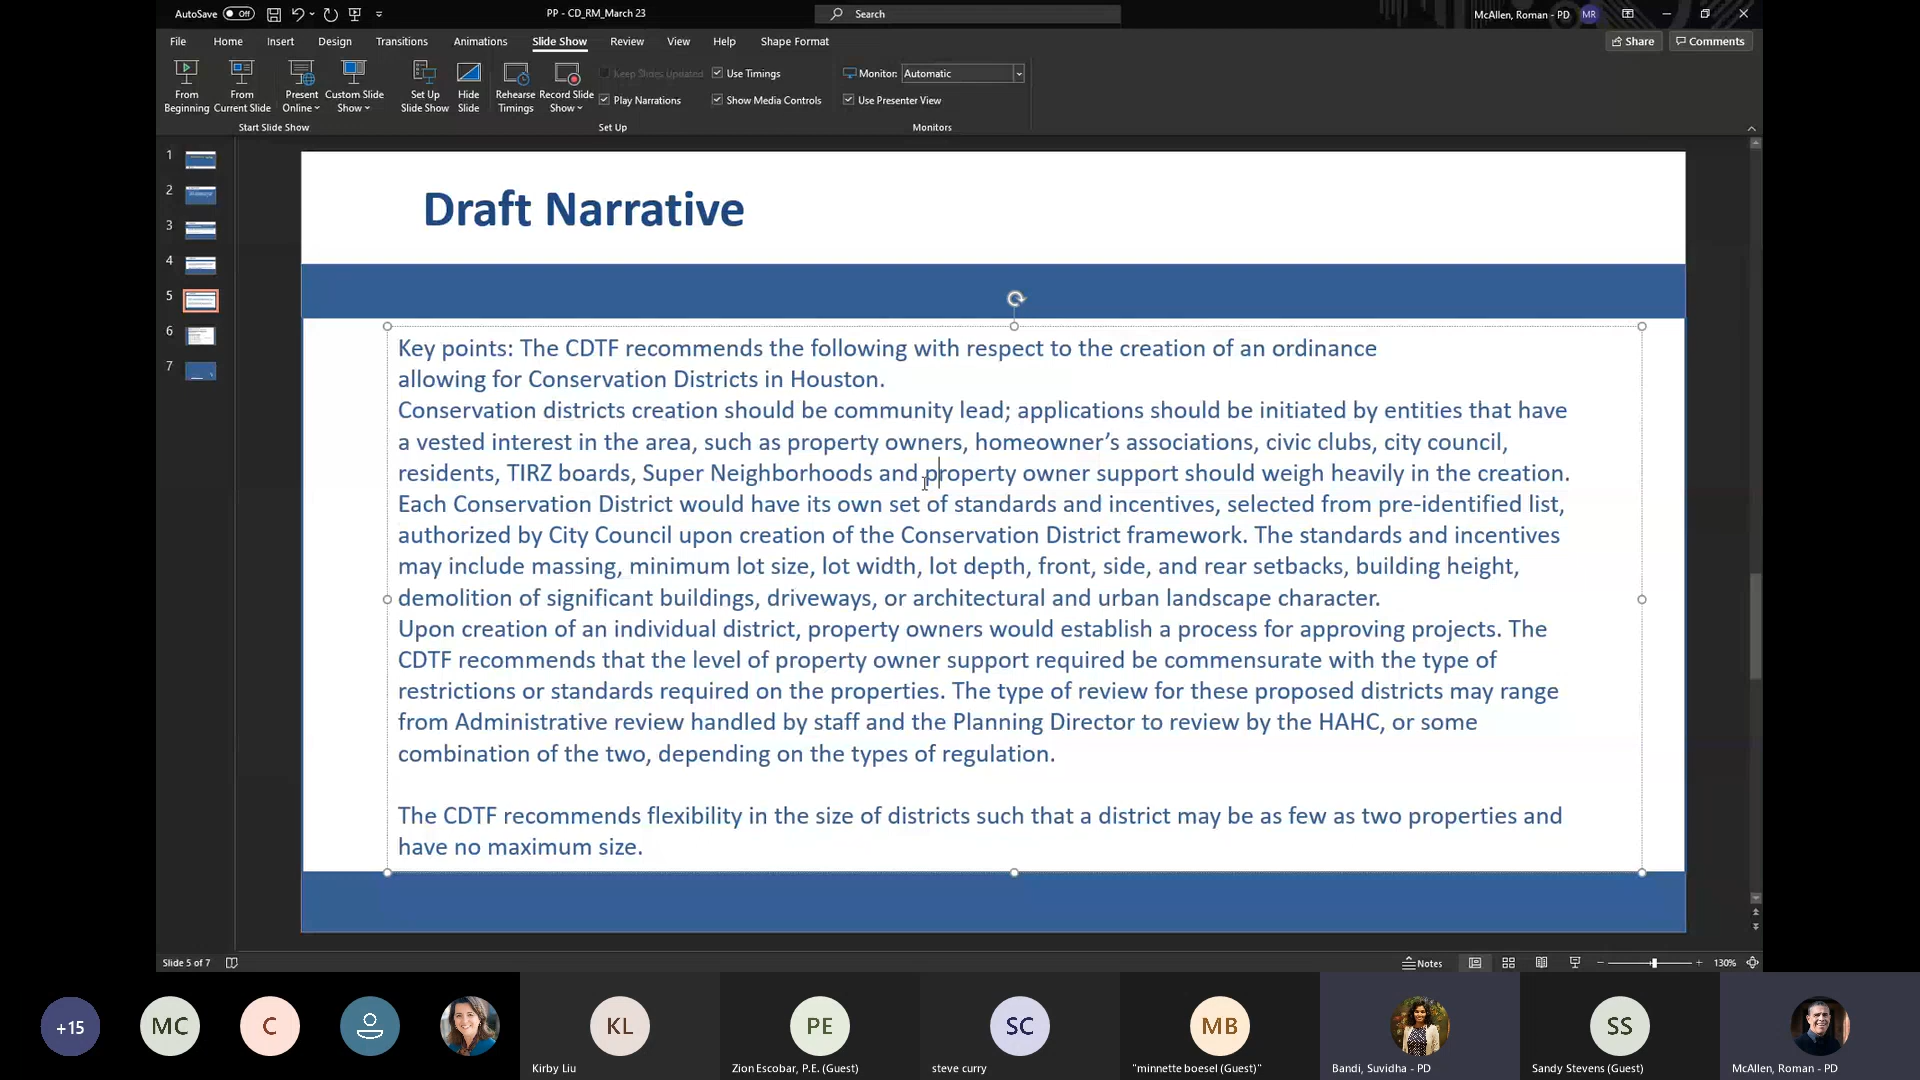 AutoSave Off
PP - CD_RM_March 23
Search
McAllen, Roman - PD MR
File Home Insert Design Transitions Animations Slide Show Review View Help Shape Format
Share Comments
From Beginning
From Current Slide
Present Online
Custom Slide Show
Set Up Slide Show
Hide Slide
Rehearse Timings
Record Slide Show
Keep Slides Updated
Use Timings
Monitor: Automatic
Play Narrations
Show Media Controls
Use Presenter View
Start Slide Show
Set Up
Monitors
1
2
3
4
5
6
7
Draft Narrative
Key points: The CDTF recommends the following with respect to the creation of an ordinance
allowing for Conservation Districts in Houston.
Conservation districts creation should be community lead; applications should be initiated by entities that have
a vested interest in the area, such as property owners, homeowner’s associations, civic clubs, city council,
residents, TIRZ boards, Super Neighborhoods and property owner support should weigh heavily in the creation.
Each Conservation District would have its own set of standards and incentives, selected from pre-identified list,
authorized by City Council upon creation of the Conservation District framework. The standards and incentives
may include massing, minimum lot size, lot width, lot depth, front, side, and rear setbacks, building height,
demolition of significant buildings, driveways, or architectural and urban landscape character.
Upon creation of an individual district, property owners would establish a process for approving projects. The
CDTF recommends that the level of property owner support required be commensurate with the type of
restrictions or standards required on the properties. The type of review for these proposed districts may range
from Administrative review handled by staff and the Planning Director to review by the HAHC, or some
combination of the two, depending on the types of regulation.
The CDTF recommends flexibility in the size of districts such that a district may be as few as two properties and
have no maximum size.
Slide 5 of 7
Notes
130%
+15
MC
C
KL
PE
SC
MB
SS
Kirby Liu
Zion Escobar, P.E. (Guest)
steve curry
"minnette boesel (Guest)"
Bandi, Suvidha - PD
Sandy Stevens (Guest)
McAllen, Roman - PD